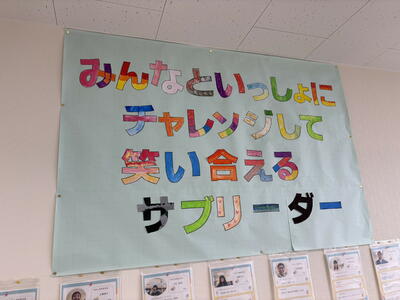 みんなといっしょに
チャレンジして
笑い合える
サブリーダー